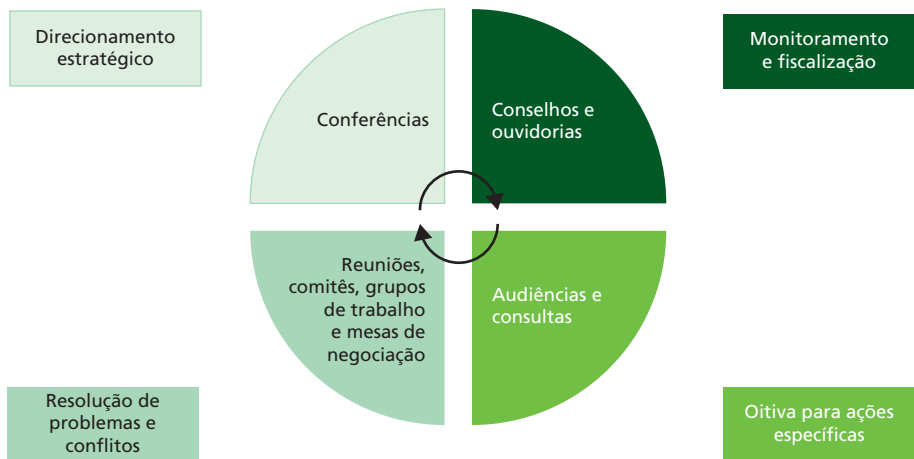 Direcionamento
estratégico
Monitoramento
e fiscalização
Conferências
Conselhos e
ouvidorias
Reuniões,
comitês, grupos
de trabalho
e mesas de
negociação
Audiências e
consultas
Resolução de
problemas e
conflitos
Oitiva para ações
específicas